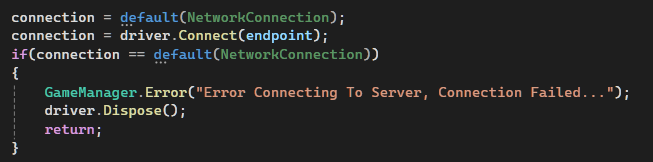 connection = default(NetworkConnection);
connection = driver.Connect(endpoint);
if(connection == default(NetworkConnection))
{
GameManager.Error("Error Connecting To Server, Connection Failed...");
driver.Dispose();
return;
}